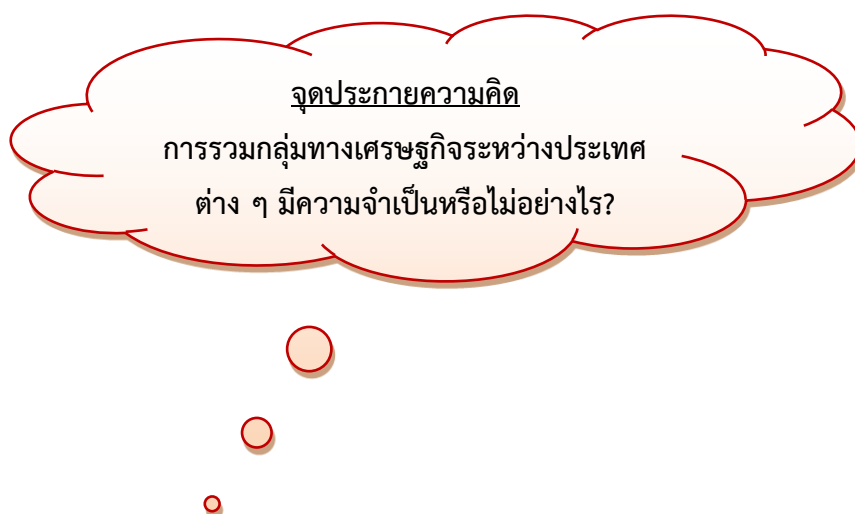 จุดประกายความคิด
การรวมกลุ่มทางเศรษฐกิจระหว่างประเทศ
ต่าง ๆ มีความจำเป็นหรือไม่อย่างไร?